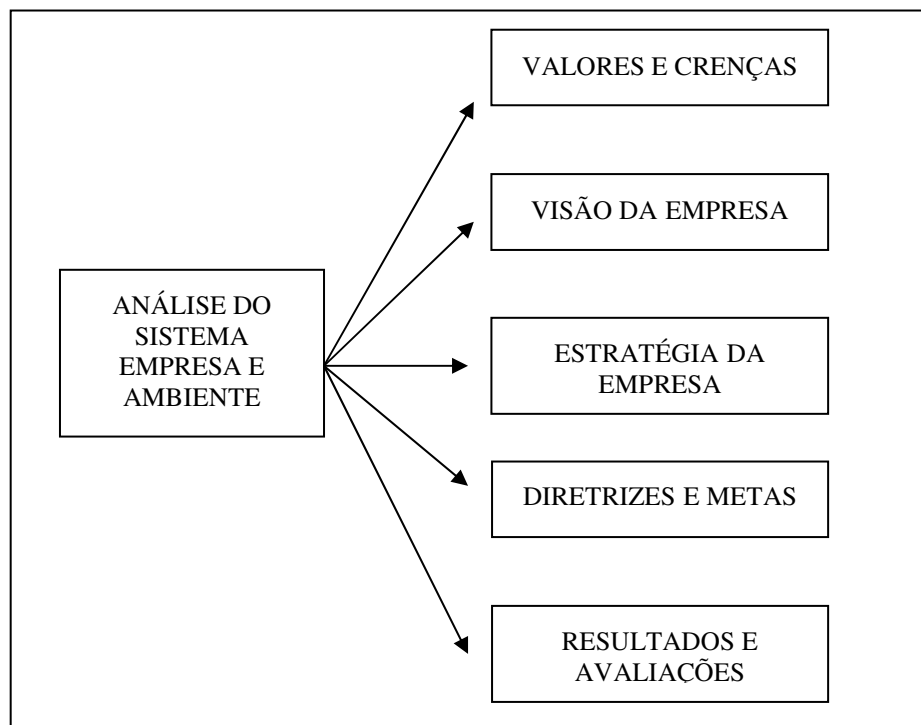 VALORES E CRENÇAS
VISÃO DA EMPRESA
ANÁLISE DO
SISTEMA
EMPRESA E
AMBIENTE
ESTRATÉGIA DA
EMPRESA
DIRETRIZES E METAS
RESULTADOS E
AVALIAÇÕES